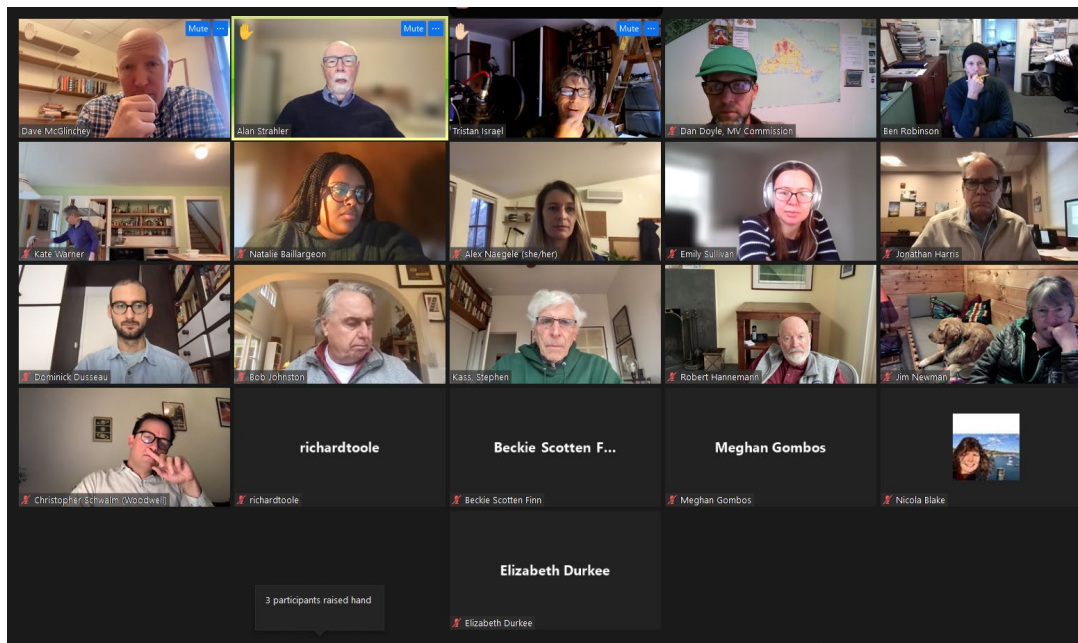 Mute ···
Mute ···
Mute ···
Dave McGlinchey
Alan Strahler
Tristan Israel
Dan Doyle, MV Commission
Ben Robinson
Kate Warner
Natalie Baillargeon
Alex Naegele (she/her)
Emily Sullivan
Jonathan Harris
Dominick Dusseau
Bob Johnston
Kass, Stephen
Robert Hannemann
Jim Newman
Christopher Schwalm (Woodwell)
richardtoole
richardtoole
Beckie Scotten F...
Beckie Scotten Finn
Meghan Gombos
Meghan Gombos
Nicola Blake
Elizabeth Durkee
Elizabeth Durkee
3 participants raised hand